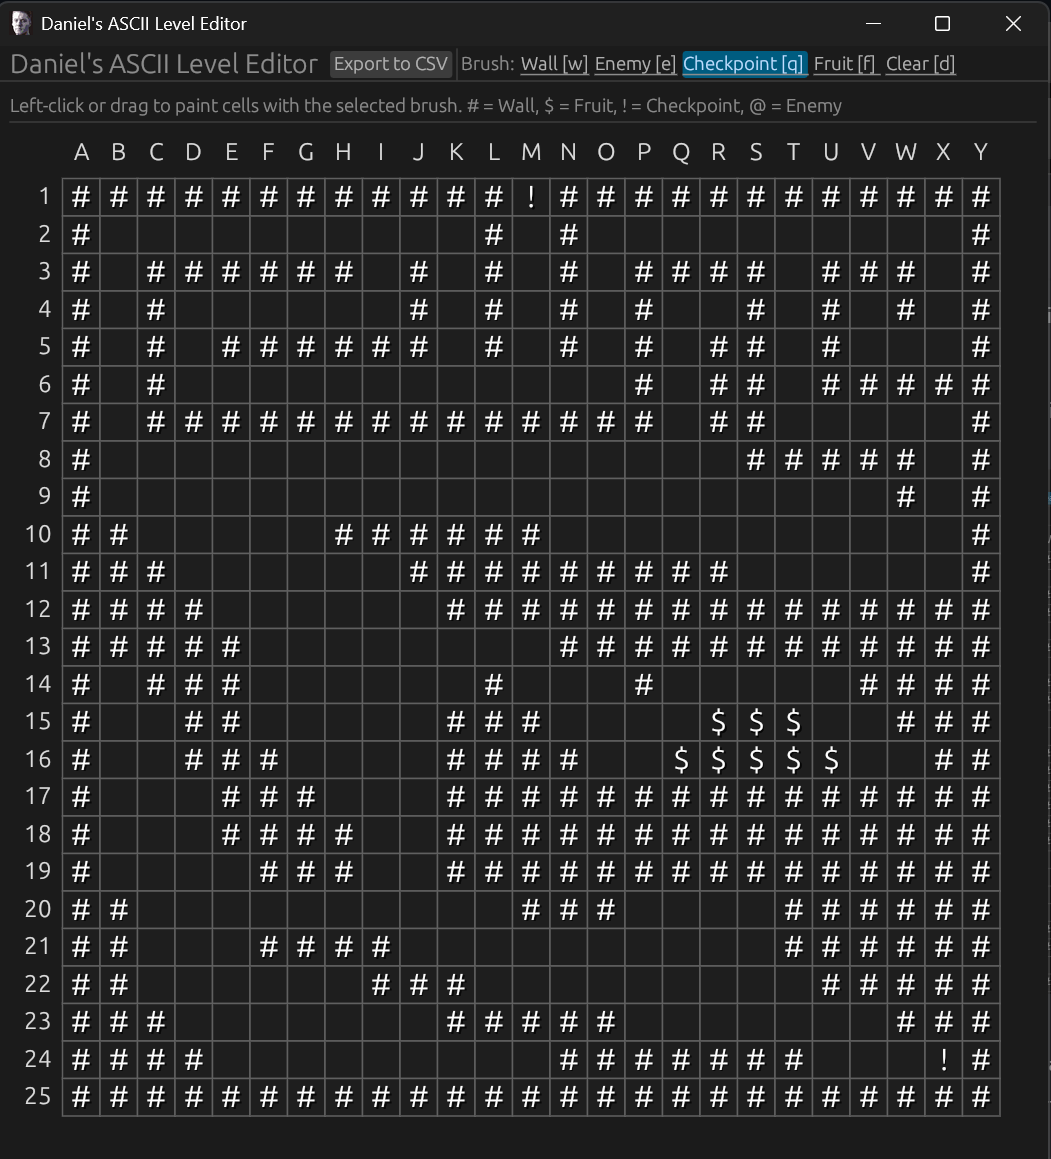 Daniel's ASCII Level Editor
Daniel's ASCII Level Editor Export to CSV Brush: Wall [w] Enemy [e] Checkpoint [q] Fruit [f] Clear [d]
Left-click or drag to paint cells with the selected brush. # = Wall, $ = Fruit, ! = Checkpoint, @ = Enemy
A B C D E F G H I J K L M N O P Q R S T U V W X Y
1 # # # # # # # # # # # # ! # # # # # # # # # # # #
2 # # # #
3 # # # # # # # # # # # # # # # # # #
4 # # # # # # # # # #
5 # # # # # # # # # # # # # # #
6 # # # # # # # # # #
7 # # # # # # # # # # # # # # # # # #
8 # # # # # # #
9 # # #
10 # # # # # # # # #
11 # # # # # # # # # # # # #
12 # # # # # # # # # # # # # # # # # # #
13 # # # # # # # # # # # # # # # # #
14 # # # # # # # # # #
15 # # # # # # $ $ $ # # #
16 # # # # # # # # $ $ $ $ $ # #
17 # # # # # # # # # # # # # # # # # # #
18 # # # # # # # # # # # # # # # # # # # #
19 # # # # # # # # # # # # # # # # # # #
20 # # # # # # # # # # #
21 # # # # # # # # # # # #
22 # # # # # # # # # #
23 # # # # # # # # # # #
24 # # # # # # # # # # # ! #
25 # # # # # # # # # # # # # # # # # # # # # # # # #